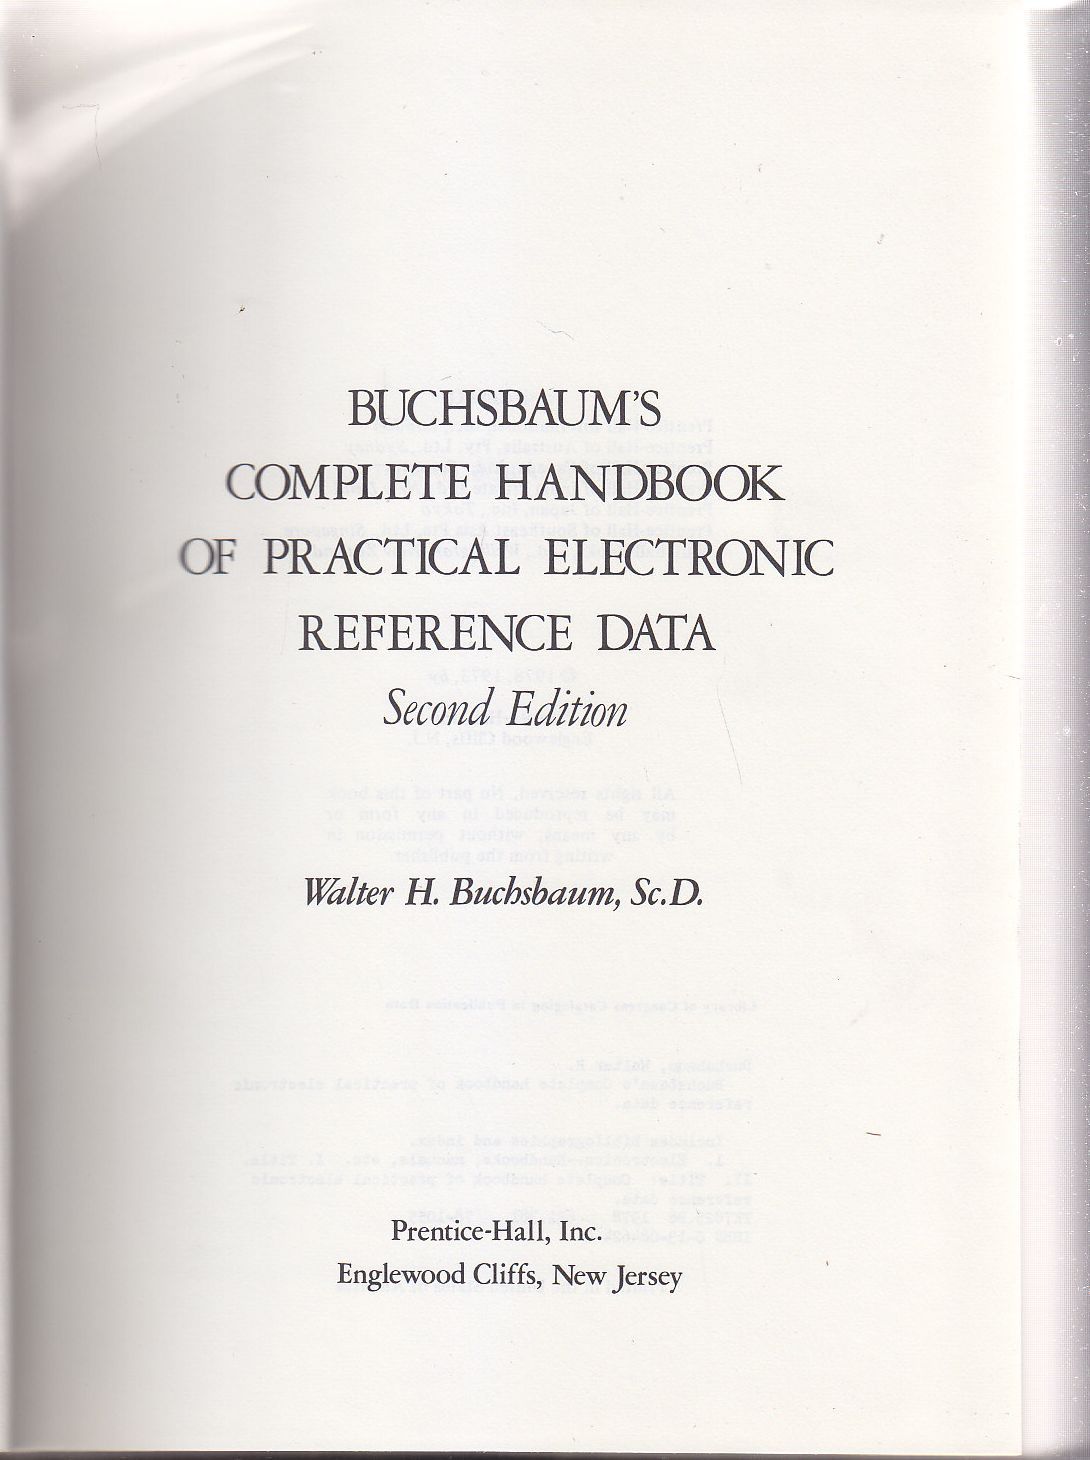 BUCHSBAUM'S
COMPLETE HANDBOOK
OF PRACTICAL ELECTRONIC
REFERENCE DATA
Second Edition
Walter H. Buchsbaum, Sc.D.
Prentice-Hall, Inc.
Englewood Cliffs, New Jersey